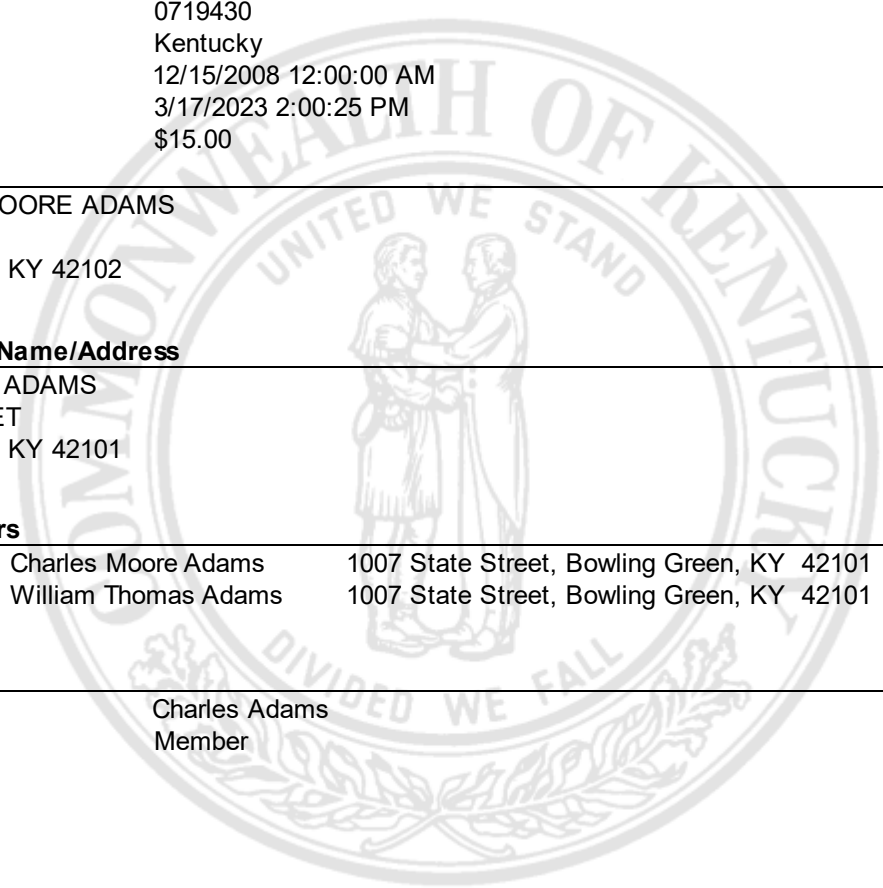 0719430
Kentucky
12/15/2008 12:00:00 AM
3/17/2023 2:00:25 PM
$15.00
OORE ADAMS
KY 42102
Name/Address
ADAMS
ET
KY 42101
rs
Charles Moore Adams 1007 State Street, Bowling Green, KY 42101
William Thomas Adams 1007 State Street, Bowling Green, KY 42101
Charles Adams
Member
COMMONWEALTH OF KENTUCKY
UNITED WE STAND
DIVIDED WE FALL